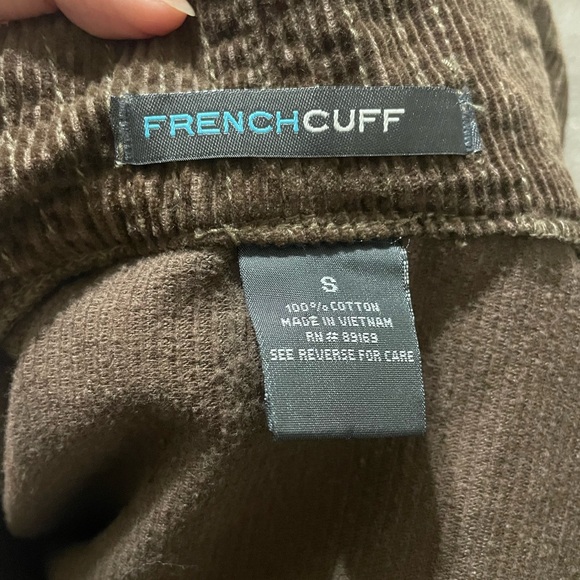 FRENCHCUFF
S
100% COTTON
MADE IN VIETNAM
RN# 89169
SEE REVERSE FOR CARE